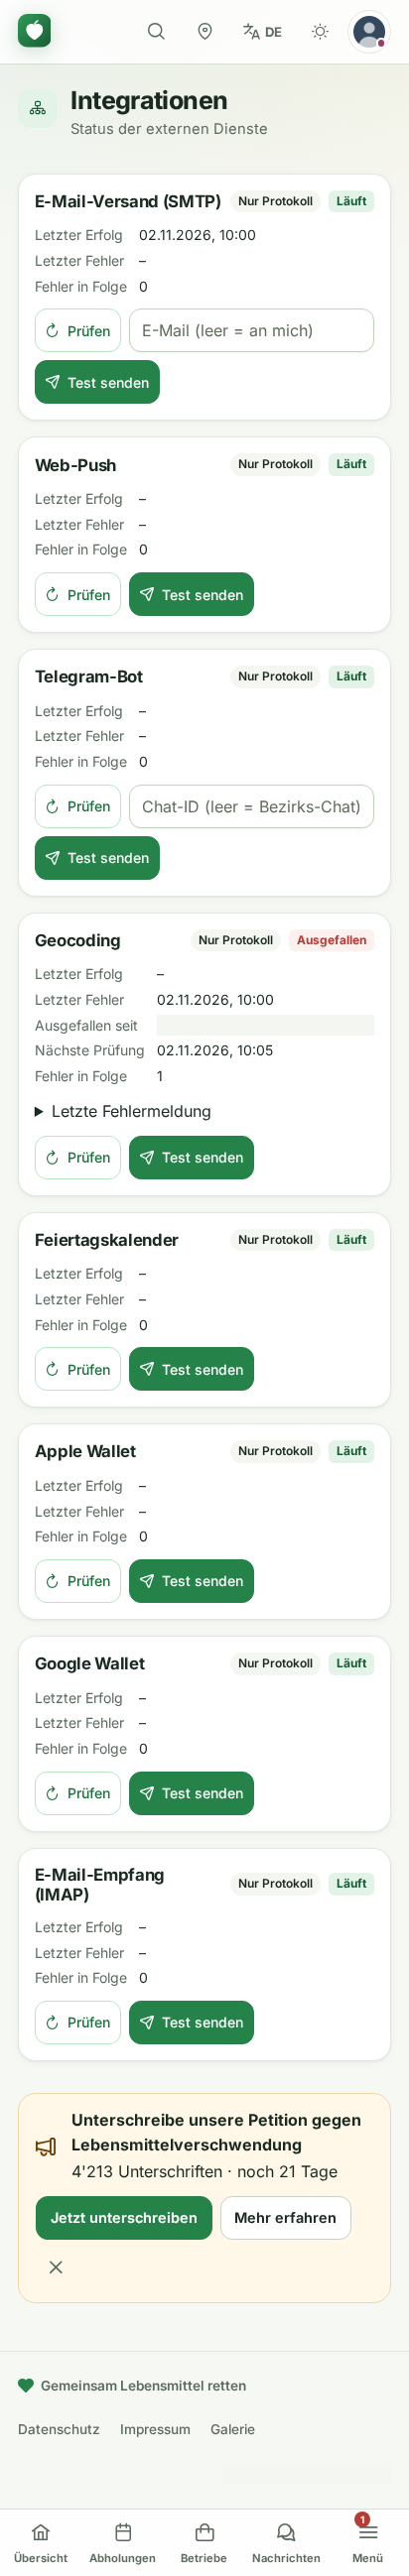 DE
Integrationen
Status der externen Dienste
E-Mail-Versand (SMTP) Nur Protokoll Läuft
Letzter Erfolg 02.11.2026, 10:00
Letzter Fehler –
Fehler in Folge 0
Prüfen E-Mail (leer = an mich)
Test senden
Web-Push Nur Protokoll Läuft
Letzter Erfolg –
Letzter Fehler –
Fehler in Folge 0
Prüfen Test senden
Telegram-Bot Nur Protokoll Läuft
Letzter Erfolg –
Letzter Fehler –
Fehler in Folge 0
Prüfen Chat-ID (leer = Bezirks-Chat)
Test senden
Geocoding Nur Protokoll Ausgefallen
Letzter Erfolg –
Letzter Fehler 02.11.2026, 10:00
Ausgefallen seit
Nächste Prüfung 02.11.2026, 10:05
Fehler in Folge 1
Letzte Fehlermeldung
Prüfen Test senden
Feiertagskalender Nur Protokoll Läuft
Letzter Erfolg –
Letzter Fehler –
Fehler in Folge 0
Prüfen Test senden
Apple Wallet Nur Protokoll Läuft
Letzter Erfolg –
Letzter Fehler –
Fehler in Folge 0
Prüfen Test senden
Google Wallet Nur Protokoll Läuft
Letzter Erfolg –
Letzter Fehler –
Fehler in Folge 0
Prüfen Test senden
E-Mail-Empfang
(IMAP) Nur Protokoll Läuft
Letzter Erfolg –
Letzter Fehler –
Fehler in Folge 0
Prüfen Test senden
Unterschreibe unsere Petition gegen
Lebensmittelverschwendung
4'213 Unterschriften · noch 21 Tage
Jetzt unterschreiben Mehr erfahren
Gemeinsam Lebensmittel retten
Datenschutz Impressum Galerie
1
Übersicht Abholungen Betriebe Nachrichten Menü